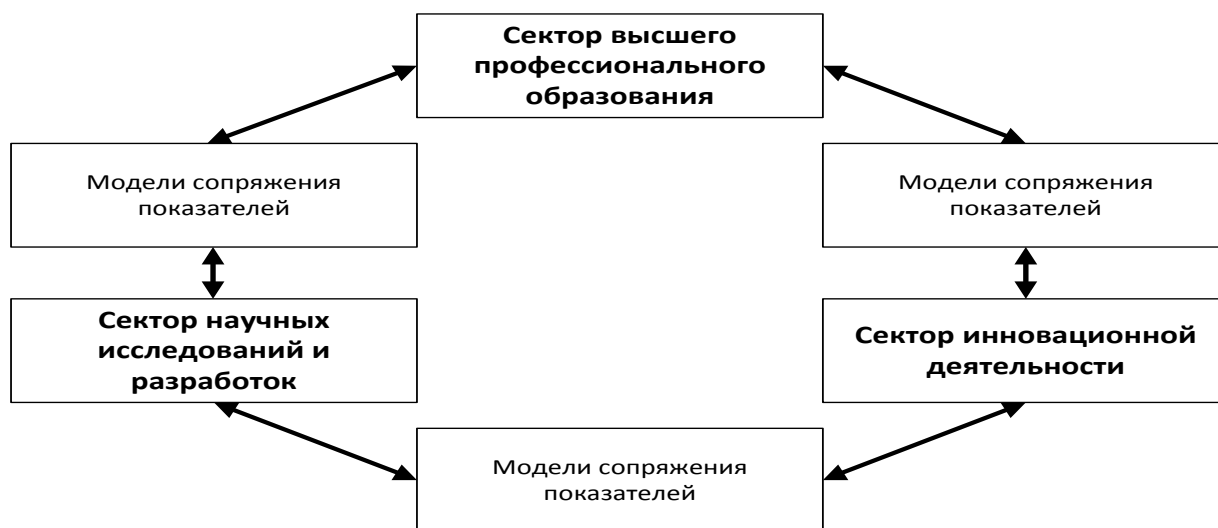 Сектор высшего
профессионального
образования
Модели сопряжения
показателей
Модели сопряжения
показателей
Сектор научных
исследований и
разработок
Сектор инновационной
деятельности
Модели сопряжения
показателей